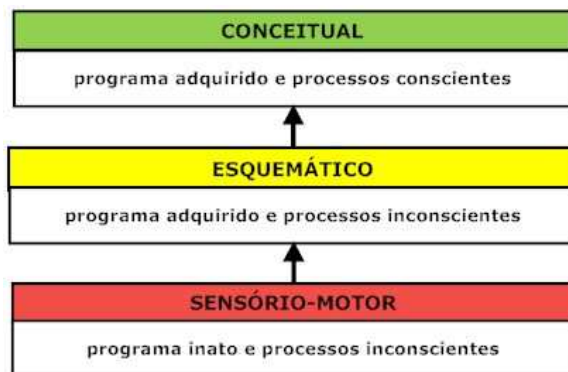 CONCEITUAL
programa adquirido e processos conscientes
ESQUEMÁTICO
programa adquirido e processos inconscientes
SENSÓRIO-MOTOR
programa inato e processos inconscientes